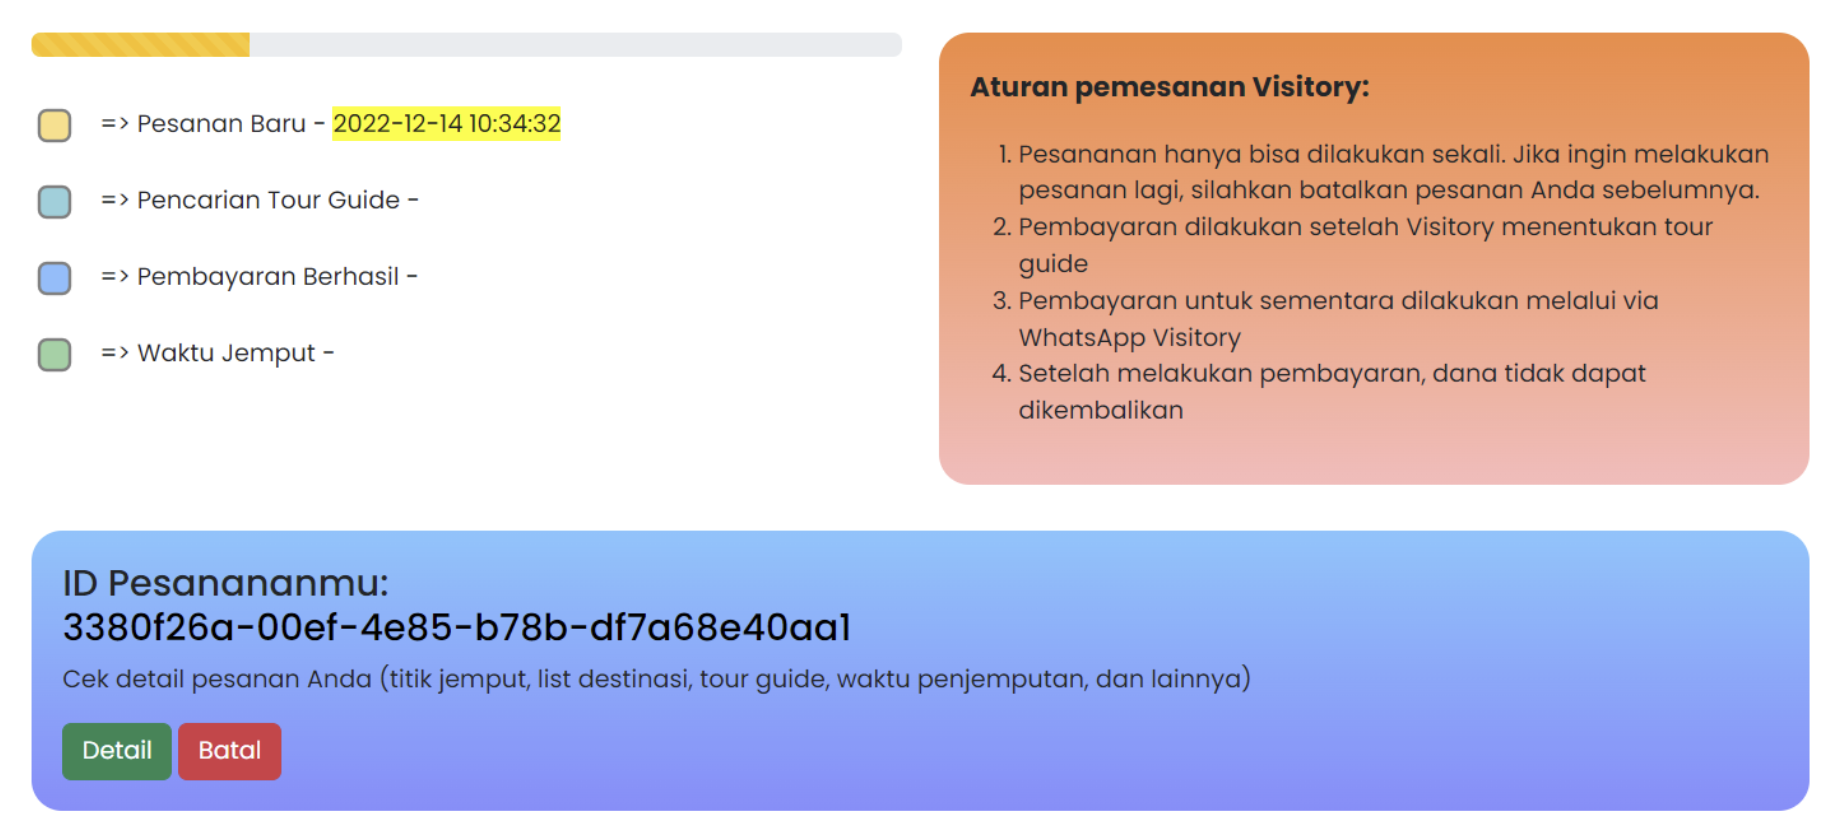 => Pesanan Baru - 2022-12-14 10:34:32
=> Pencarian Tour Guide -
=> Pembayaran Berhasil -
=> Waktu Jemput -
Aturan pemesanan Visitory:
1. Pesananan hanya bisa dilakukan sekali. Jika ingin melakukan
pesanan lagi, silahkan batalkan pesanan Anda sebelumnya.
2. Pembayaran dilakukan setelah Visitory menentukan tour
guide
3. Pembayaran untuk sementara dilakukan melalui via
WhatsApp Visitory
4. Setelah melakukan pembayaran, dana tidak dapat
dikembalikan
ID Pesanananmu:
3380f26a-00ef-4e85-b78b-df7a68e40aa1
Cek detail pesanan Anda (titik jemput, list destinasi, tour guide, waktu penjemputan, dan lainnya)
Detail
Batal